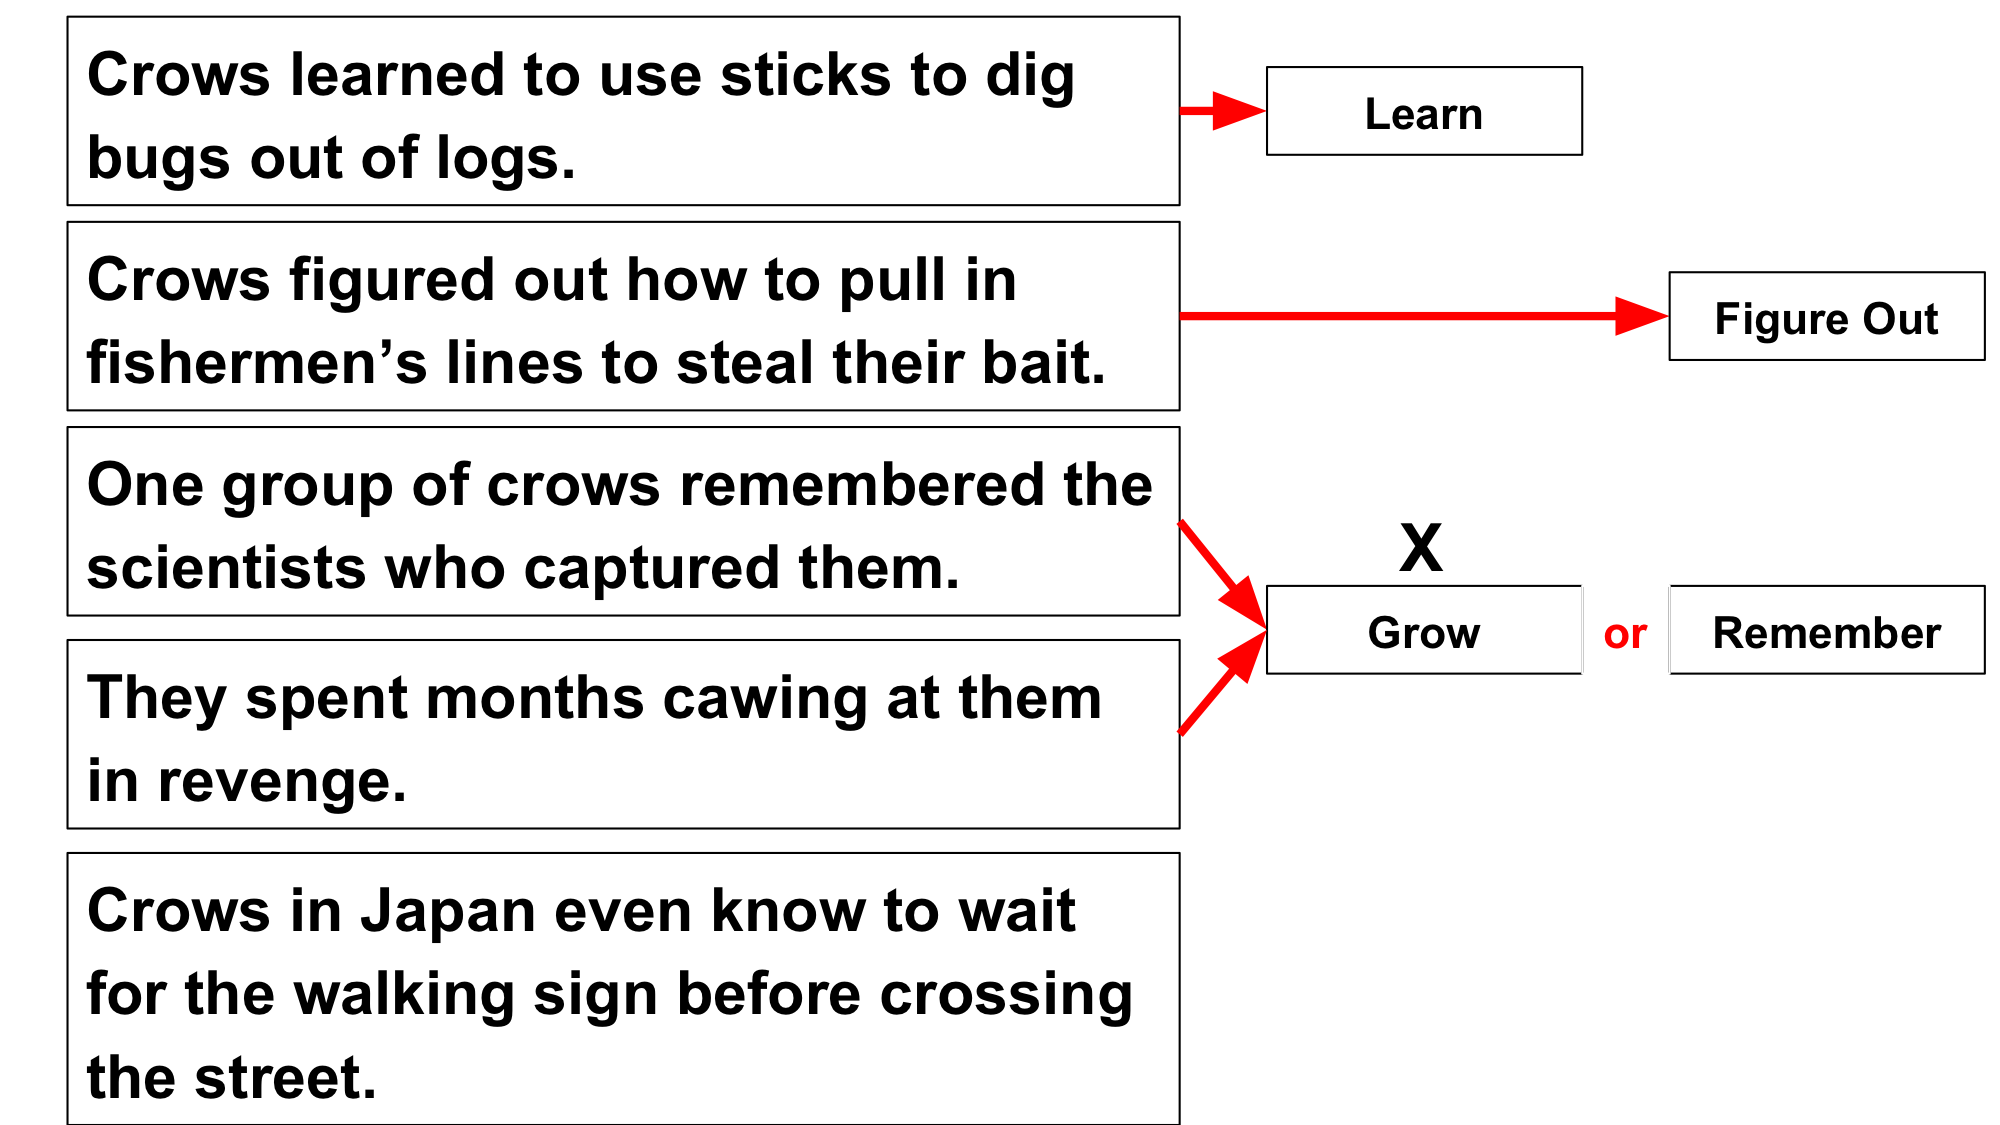 Crows learned to use sticks to dig
bugs out of logs.
Learn
Crows figured out how to pull in
fishermen’s lines to steal their bait.
Figure Out
One group of crows remembered the
scientists who captured them.
X
Grow or Remember
They spent months cawing at them
in revenge.
Crows in Japan even know to wait
for the walking sign before crossing
the street.